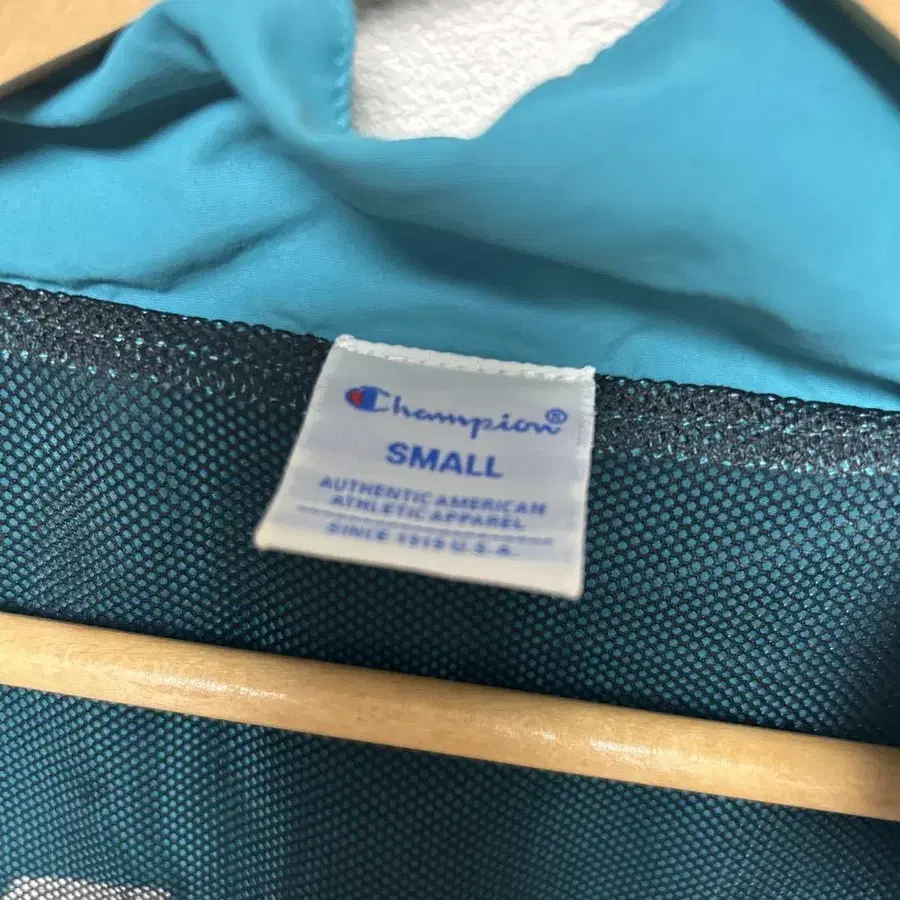 Champion®
SMALL
AUTHENTIC AMERICAN
ATHLETIC APPAREL
SINCE 1919 U.S.A.